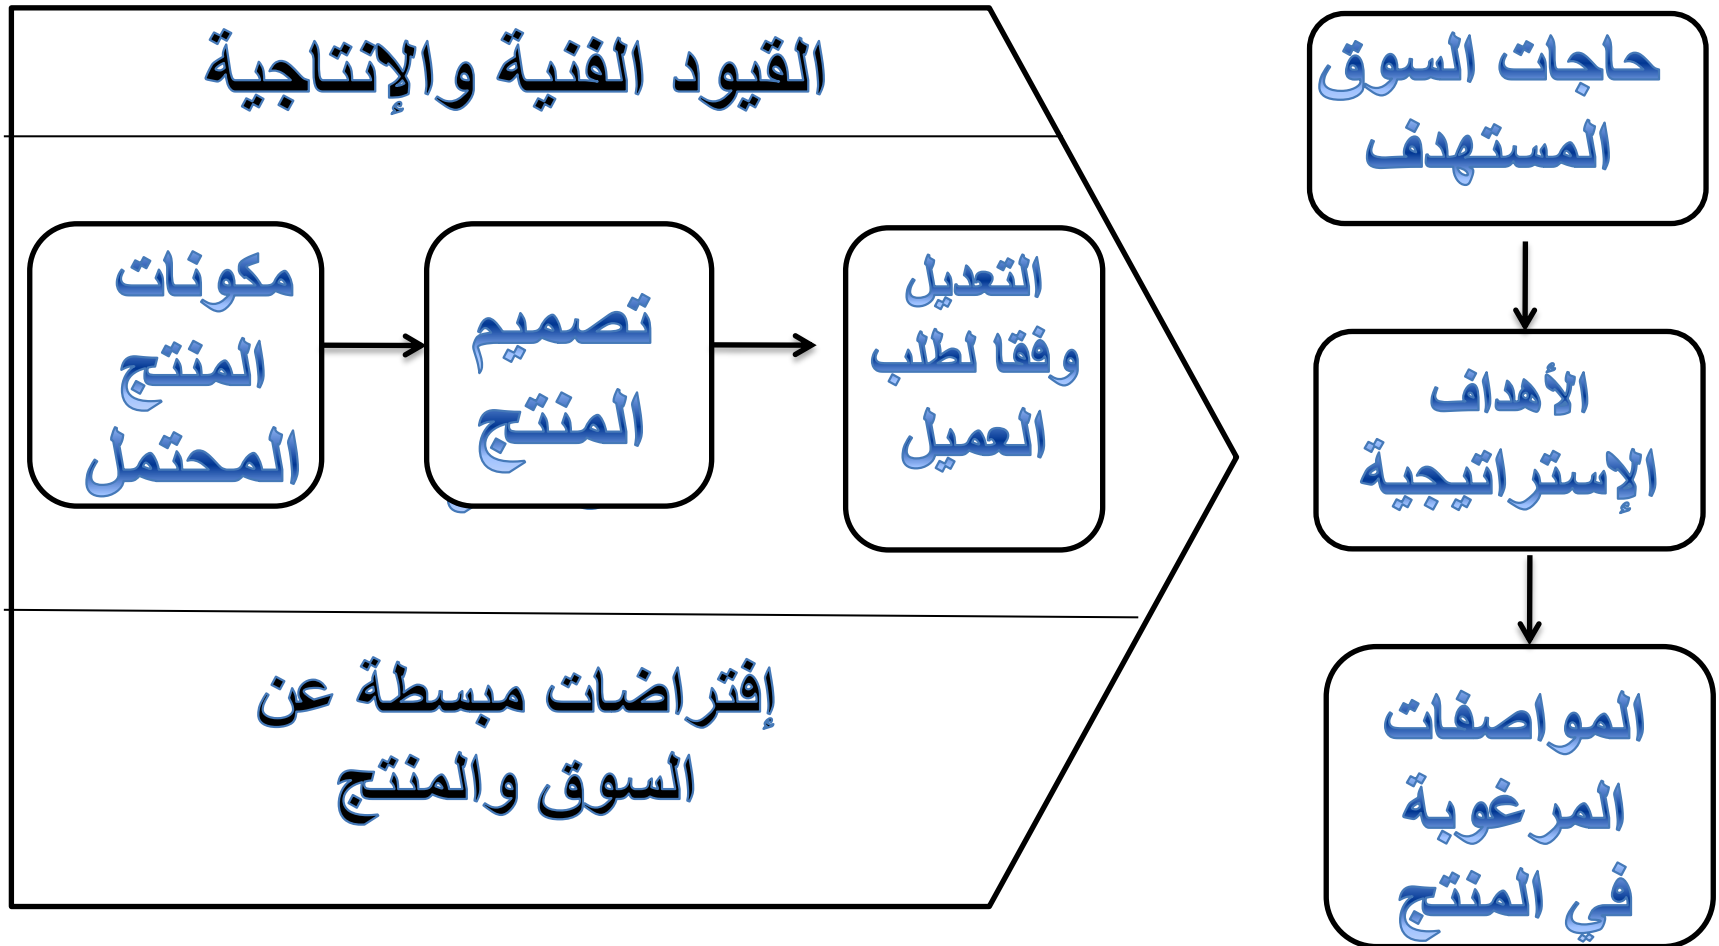 القيود الفنية والإنتاجية
مكونات
المنتج
المحتمل
تصميم
المنتج
التعديل
وفقا لطلب
العميل
إفتراضات مبسطة عن
السوق والمنتج
حاجات السوق
المستهدف
الأهداف
الإستراتيجية
المواصفات
المرغوبة
في المنتج